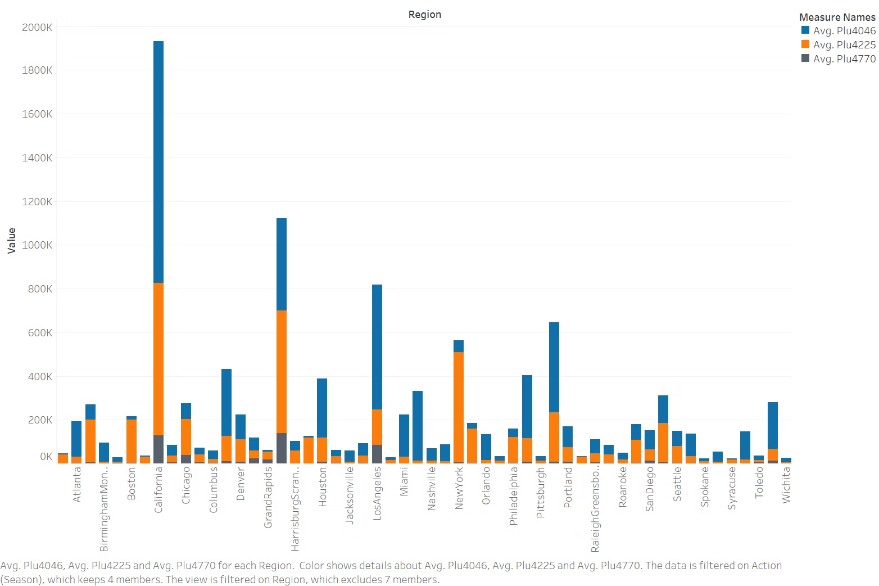 Region
Measure Names
Avg. Plu4046
Avg. Plu4225
Avg. Plu4770
2000K
1800K
1600K
1400K
1200K
1000K
800K
600K
400K
200K
0K
Value
Atlanta
BirminghamMon..
Boston
California
Chicago
Columbus
Denver
GrandRapids
HarrisburgScran..
Houston
Jacksonville
LosAngeles
Miami
Nashville
NewYork
Orlando
Philadelphia
Pittsburgh
Portland
RaleighGreensbo..
Roanoke
SanDiego
Seattle
Spokane
Syracuse
Toledo
Wichita
Avg. Plu4046, Avg. Plu4225 and Avg. Plu4770 for each Region. Color shows details about Avg. Plu4046, Avg. Plu4225 and Avg. Plu4770. The data is filtered on Action
(Season), which keeps 4 members. The view is filtered on Region, which excludes 7 members.